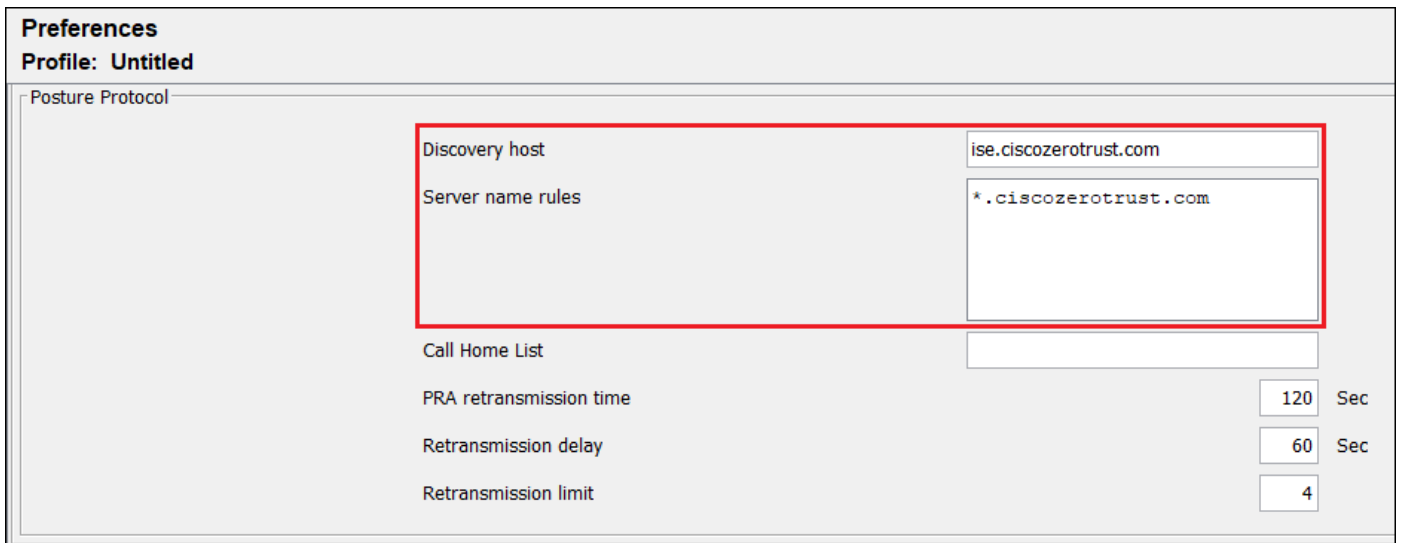 Preferences
Profile: Untitled
Posture Protocol
Discovery host ise.ciscozerotrust.com
Server name rules *.ciscozerotrust.com
Call Home List
PRA retransmission time 120 Sec
Retransmission delay 60 Sec
Retransmission limit 4